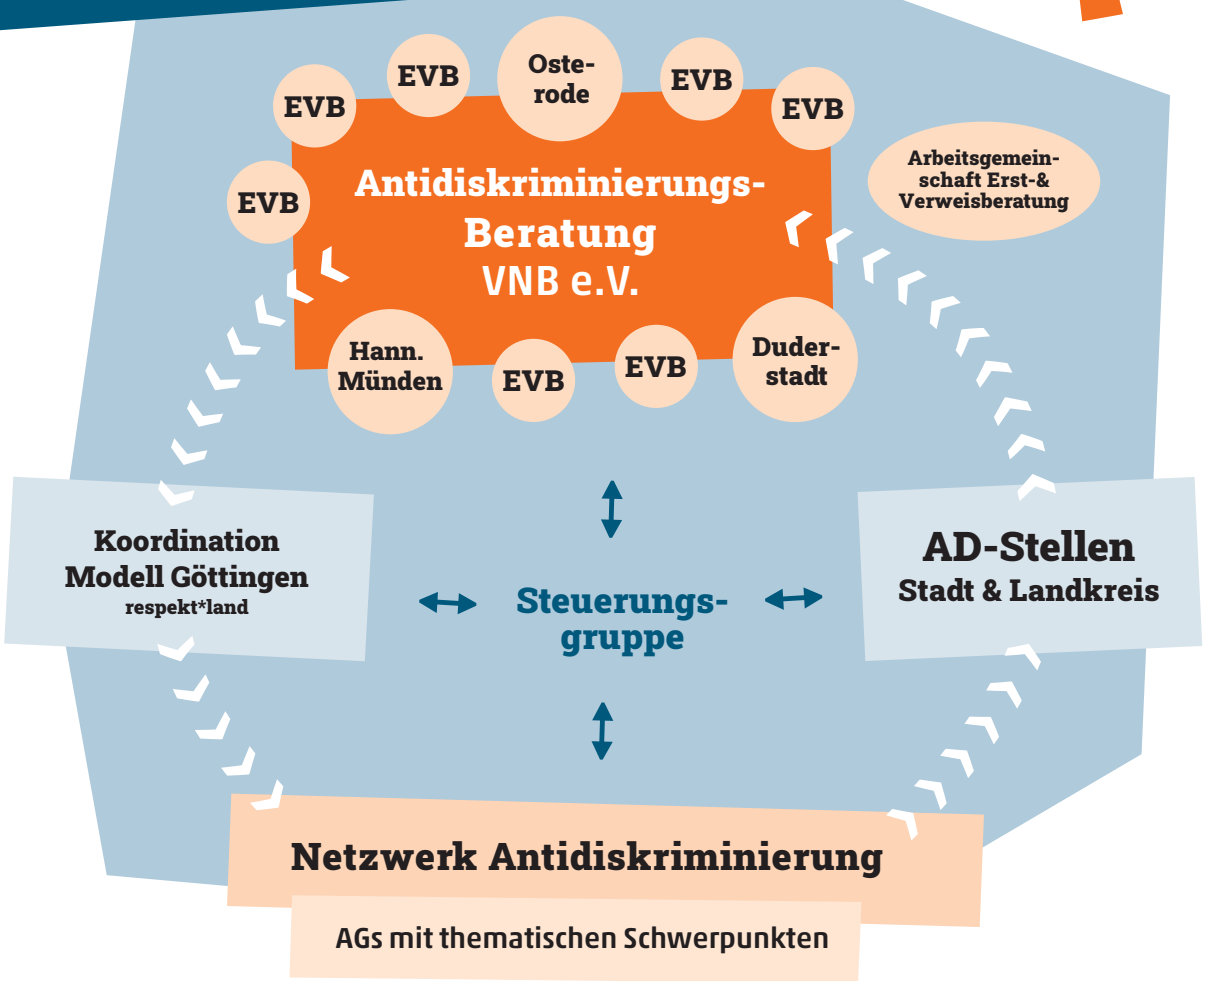 EVB
EVB
Oste-
rode
EVB
EVB
EVB
Antidiskriminierungs-
Beratung
VNB e.V.
Arbeitsgemein-
schaft Erst-&
Verweisberatung
Hann.
Münden
EVB
EVB
Duder-
stadt
Koordination
Modell Göttingen
respekt*land
Steuerungs-
gruppe
AD-Stellen
Stadt & Landkreis
Netzwerk Antidiskriminierung
AGs mit thematischen Schwerpunkten